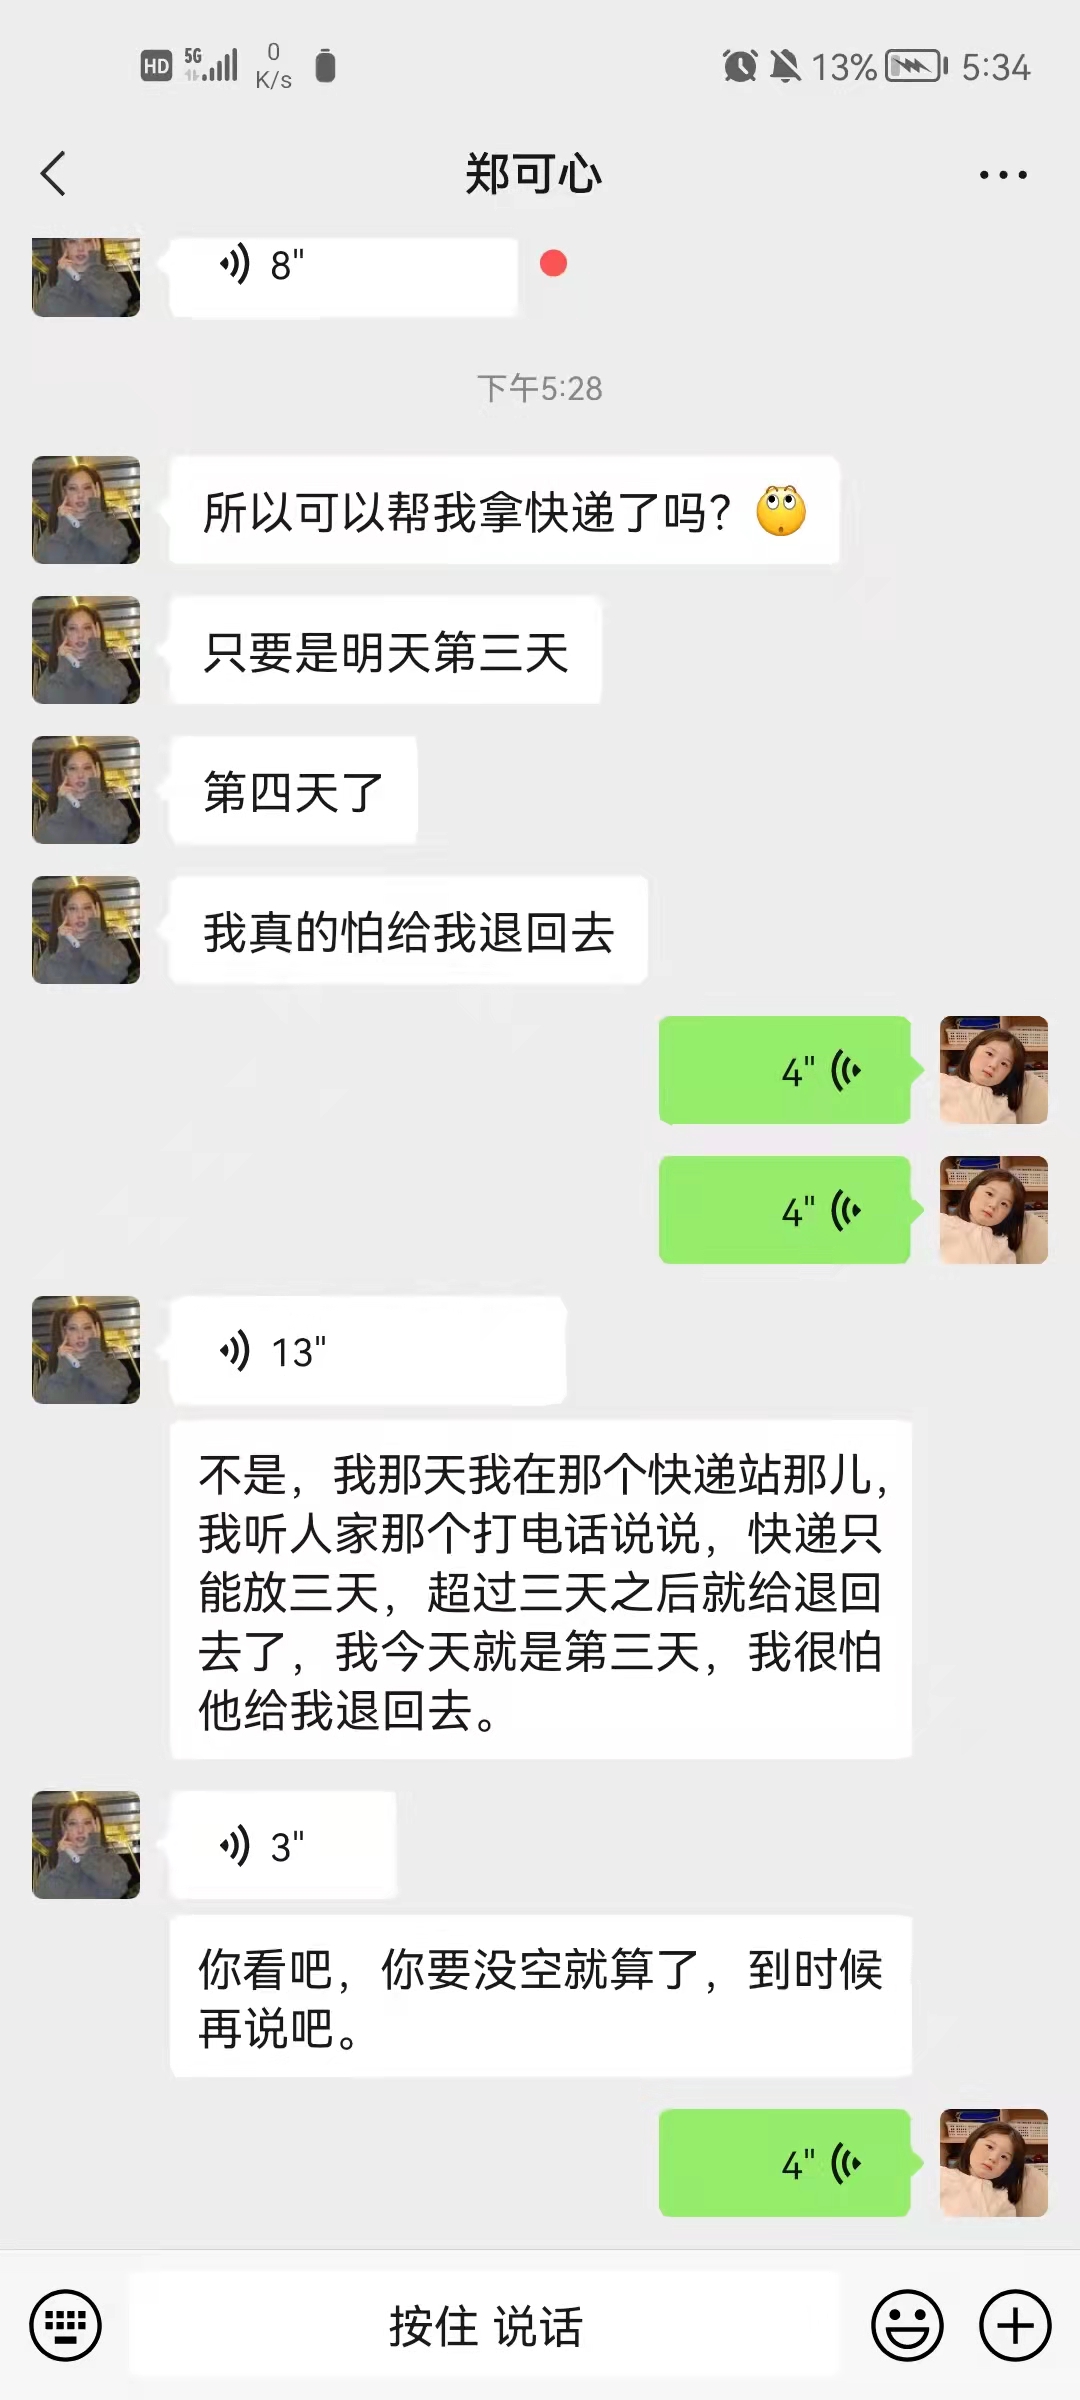 HD 5G 0 K/s 13% 5:34
郑可心
8"
下午5:28
所以可以帮我拿快递了吗？
只要是明天第三天
第四天了
我真的怕给我退回去
4"
4"
13"
不是，我那天我在那个快递站那儿，
我听人家那个打电话说说，快递只
能放三天，超过三天之后就给退回
去了，我今天就是第三天，我很怕
他给我退回去。
3"
你看吧，你要没空就算了，到时候
再说吧。
4"
按住 说话